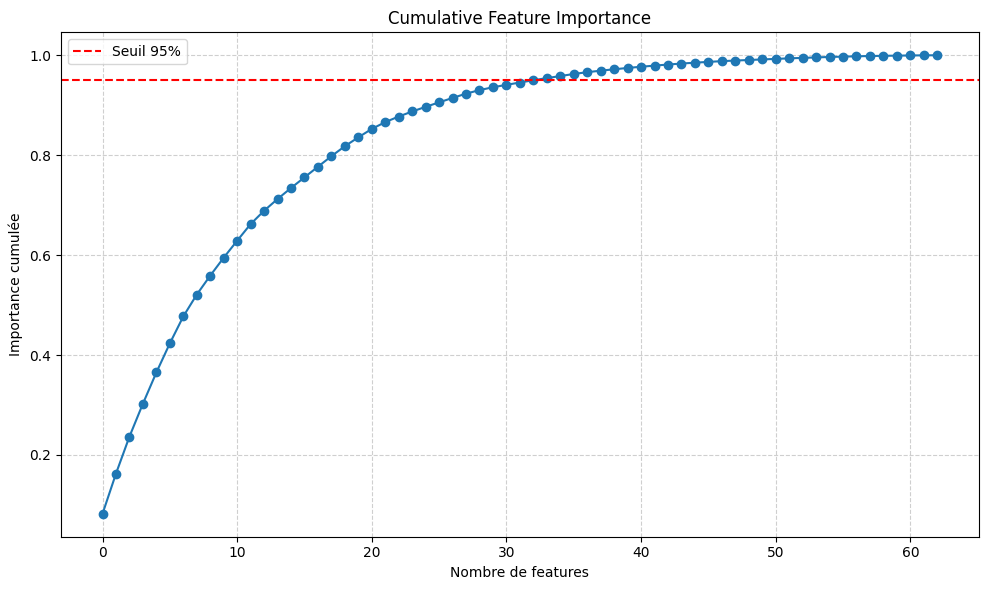 Cumulative Feature Importance
Seuil 95%
1.0
0.8
0.6
0.4
0.2
Importance cumulée
0 10 20 30 40 50 60
Nombre de features